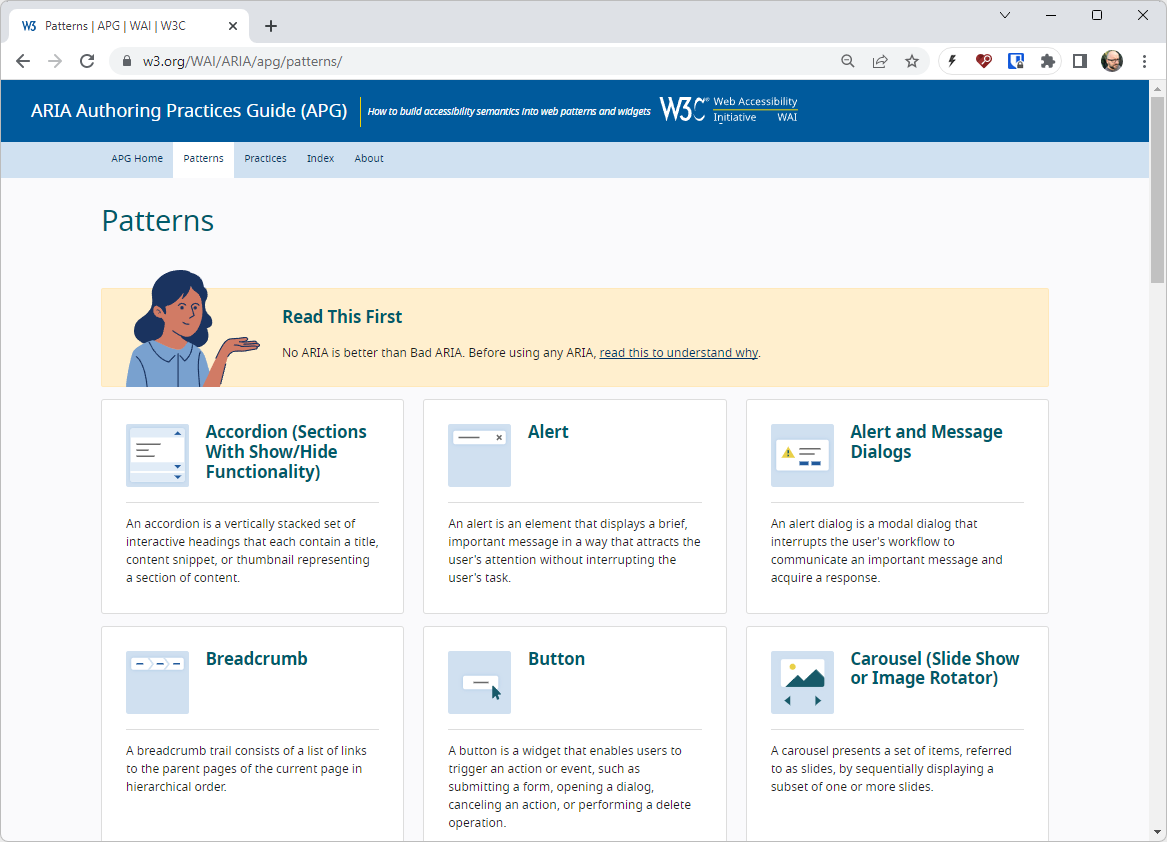 W3 Patterns | APG | WAI | W3C
w3.org/WAI/ARIA/apg/patterns/
ARIA Authoring Practices Guide (APG)
How to build accessibility semantics into web patterns and widgets
W3C® Web Accessibility
Initiative WAI
APG Home Patterns Practices Index About
Patterns
Read This First
No ARIA is better than Bad ARIA. Before using any ARIA, read this to understand why.
Accordion (Sections
With Show/Hide
Functionality)
An accordion is a vertically stacked set of
interactive headings that each contain a title,
content snippet, or thumbnail representing
a section of content.
Alert
An alert is an element that displays a brief,
important message in a way that attracts the
user's attention without interrupting the
user's task.
Alert and Message
Dialogs
An alert dialog is a modal dialog that
interrupts the user's workflow to
communicate an important message and
acquire a response.
Breadcrumb
A breadcrumb trail consists of a list of links
to the parent pages of the current page in
hierarchical order.
Button
A button is a widget that enables users to
trigger an action or event, such as
submitting a form, opening a dialog,
canceling an action, or performing a delete
operation.
Carousel (Slide Show
or Image Rotator)
A carousel presents a set of items, referred
to as slides, by sequentially displaying a
subset of one or more slides.